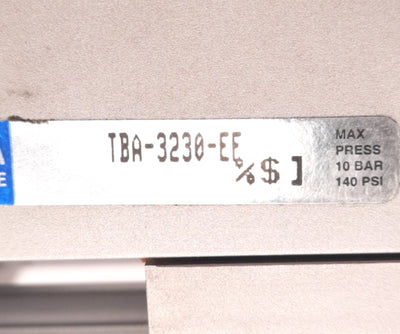 TBA-3230-EE
%$]
MAX
PRESS
10 BAR
140 PSI
A
E